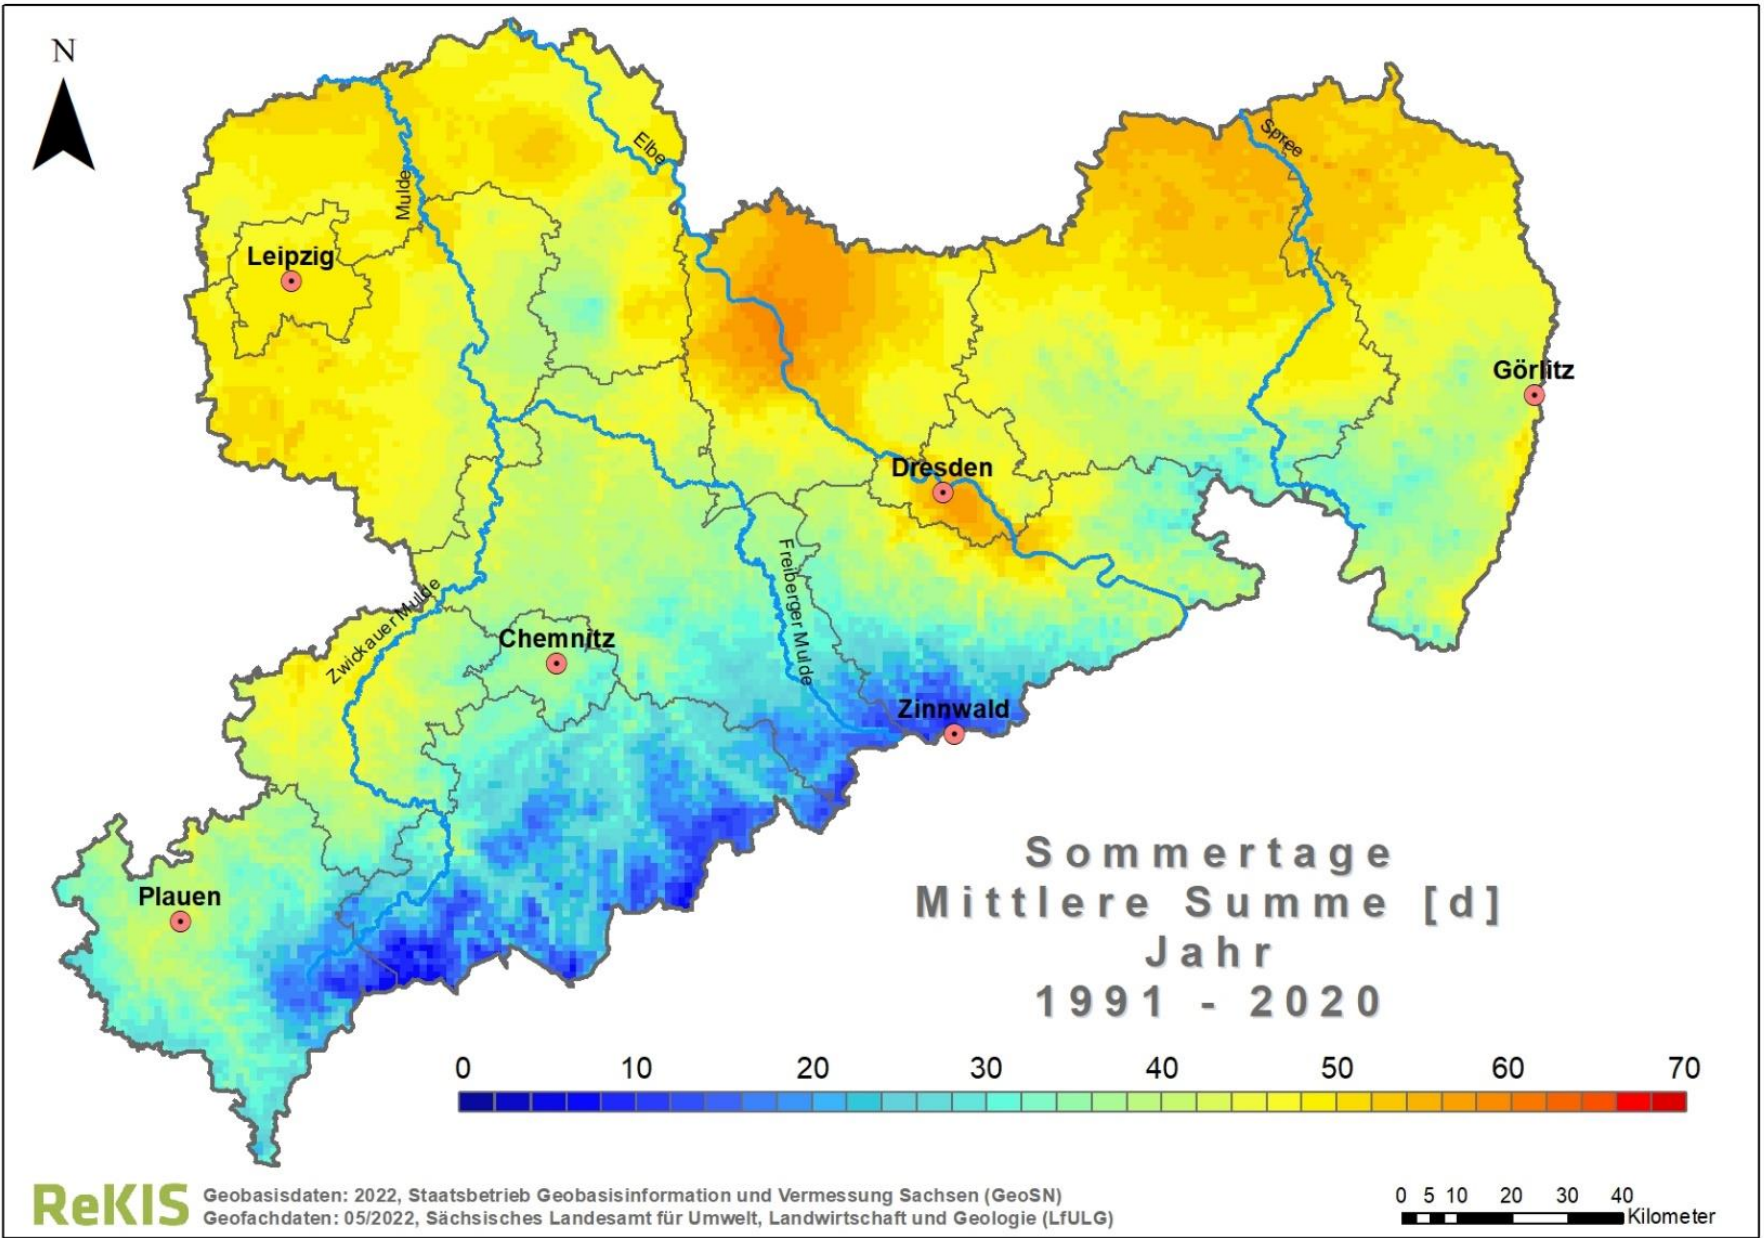 N
Elbe
Spree
Mulde
Leipzig
Görlitz
Dresden
Freiberger Mulde
Zwickauer Mulde
Chemnitz
Zinnwald
Plauen
Sommertage
Mittlere Summe [d]
Jahr
1991 - 2020
0 10 20 30 40 50 60 70
ReKIS
Geobasisdaten: 2022, Staatsbetrieb Geobasisinformation und Vermessung Sachsen (GeoSN)
Geofachdaten: 05/2022, Sächsisches Landesamt für Umwelt, Landwirtschaft und Geologie (LfULG)
0 5 10 20 30 40
Kilometer